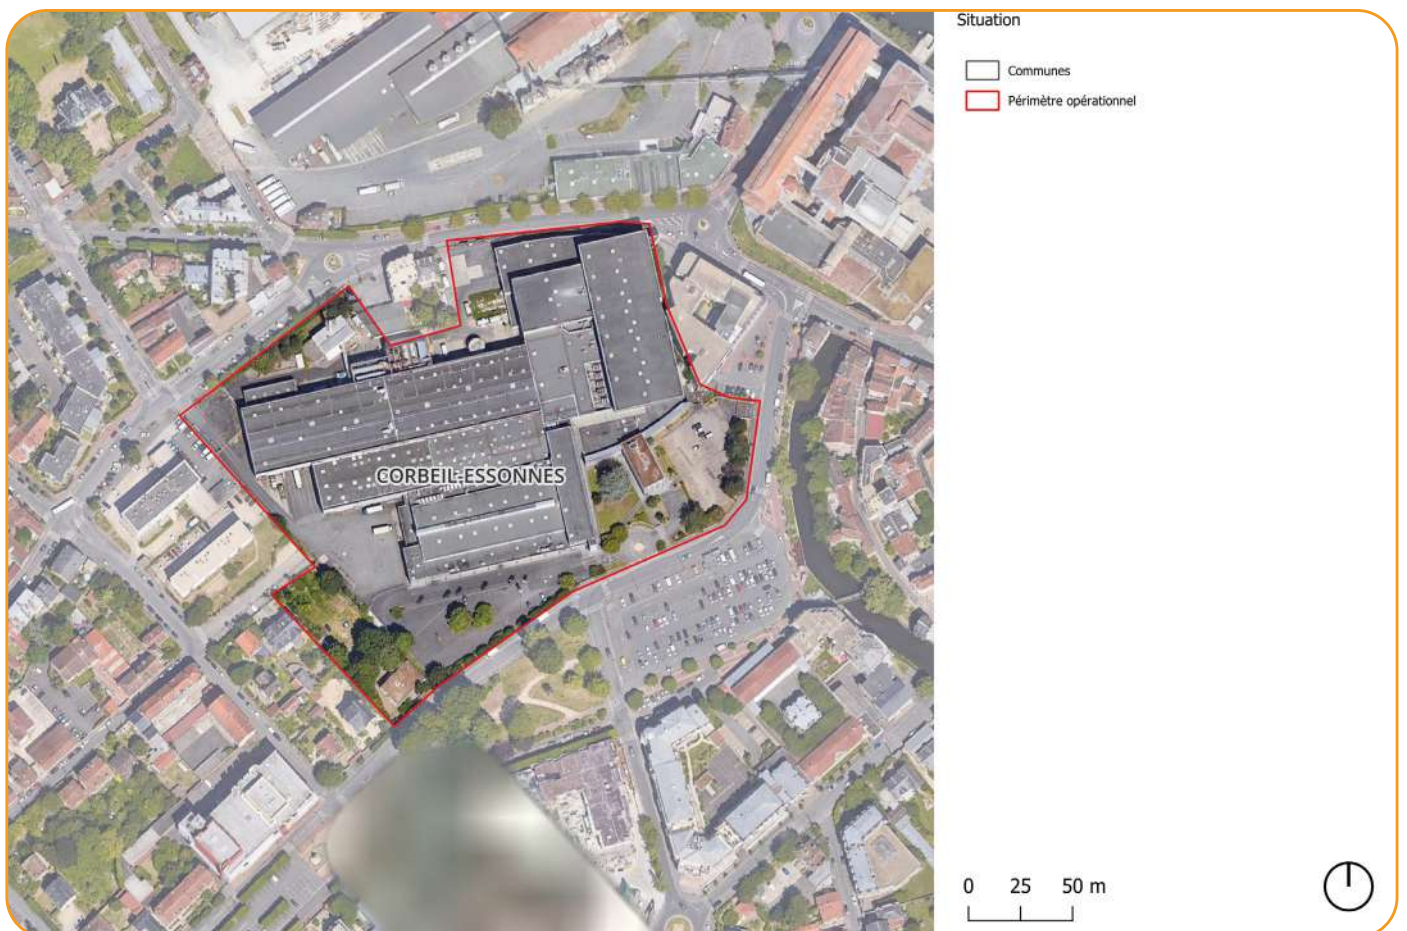 Situation
Communes
Périmètre opérationnel
CORBEIL-ESSONNES
0 25 50 m